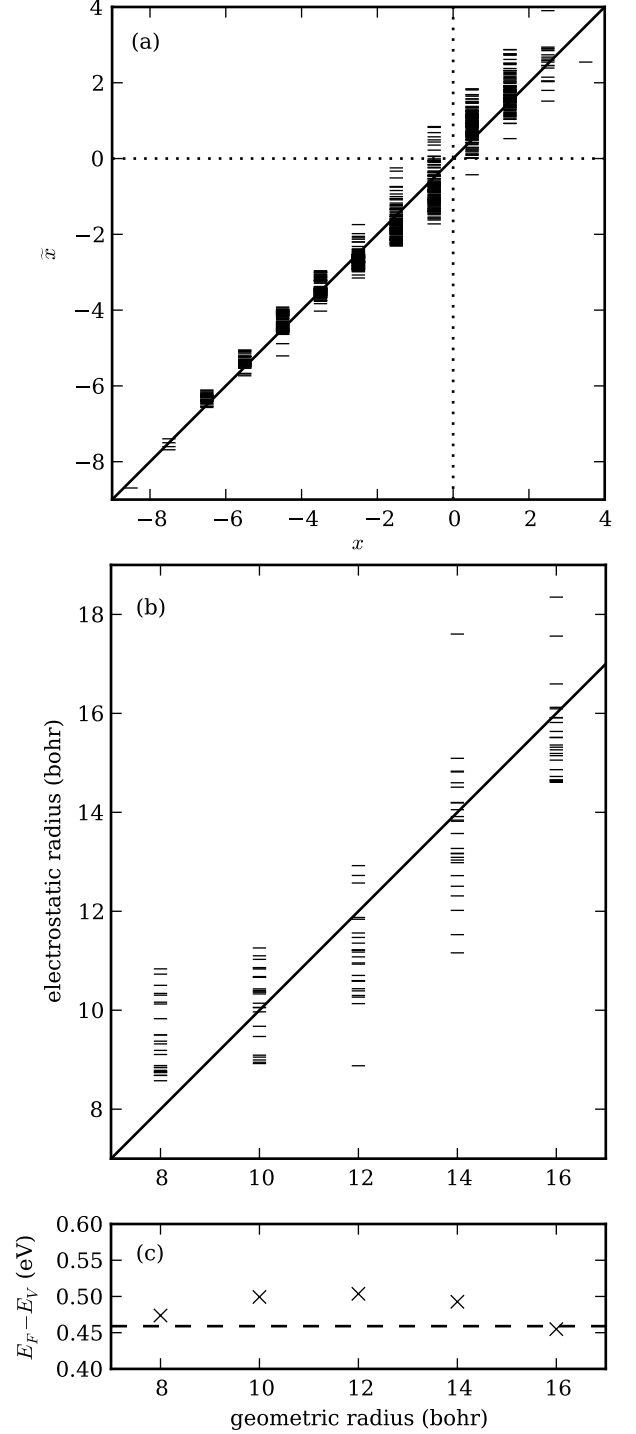 4
(a)
2
0
−2
x̃
−4
−6
−8
−8 −6 −4 −2 0 2 4
x
18
(b)
16
14
electrostatic radius (bohr)
12
10
8
8 10 12 14 16
0.60
(c)
0.55
0.50
E_F−E_V (eV)
0.45
0.40
8 10 12 14 16
geometric radius (bohr)